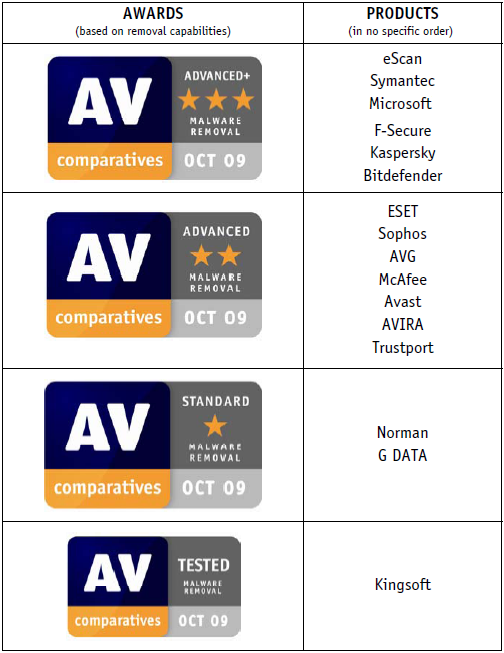 AWARDS
(based on removal capabilities)
PRODUCTS
(in no specific order)
AV
comparatives
ADVANCED+
MALWARE
REMOVAL
OCT 09
eScan
Symantec
Microsoft
F-Secure
Kaspersky
Bitdefender
AV
comparatives
ADVANCED
MALWARE
REMOVAL
OCT 09
ESET
Sophos
AVG
McAfee
Avast
AVIRA
Trustport
AV
comparatives
STANDARD
MALWARE
REMOVAL
OCT 09
Norman
G DATA
AV
comparatives
TESTED
MALWARE
REMOVAL
OCT 09
Kingsoft